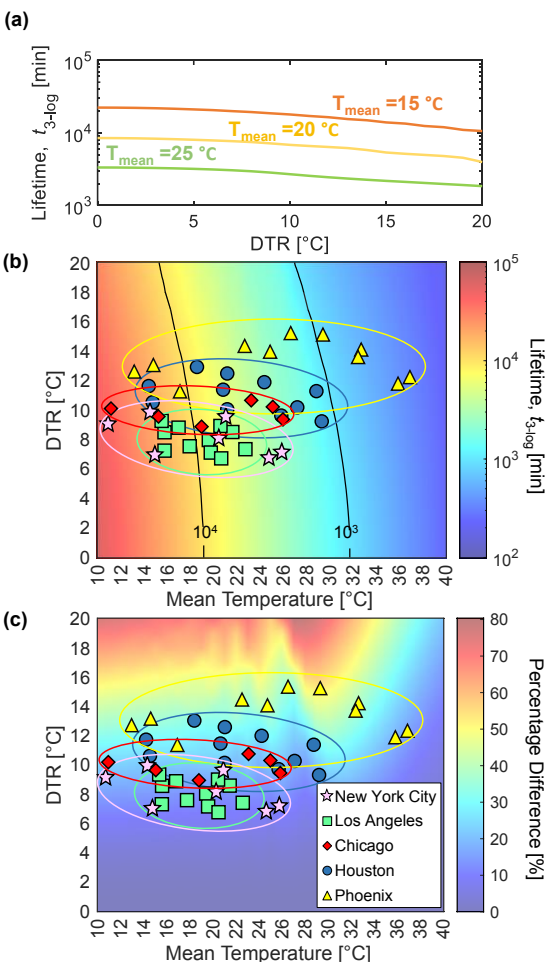 (a)
Lifetime, t3-log [min]
10^5
10^4
10^3
Tmean =15 °C
Tmean =20 °C
Tmean =25 °C
0 5 10 15 20
DTR [°C]
(b)
DTR [°C]
20
18
16
14
12
10
8
6
4
2
0
10^4
10^3
10 12 14 16 18 20 22 24 26 28 30 32 34 36 38 40
Mean Temperature [°C]
10^5
10^4
10^3
10^2
Lifetime, t3-log [min]
(c)
DTR [°C]
20
18
16
14
12
10
8
6
4
2
0
New York City
Los Angeles
Chicago
Houston
Phoenix
10 12 14 16 18 20 22 24 26 28 30 32 34 36 38 40
Mean Temperature [°C]
80
70
60
50
40
30
20
10
0
Percentage Difference [%]